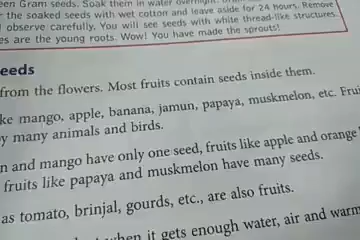 een Gram seeds. Soak them in water overnight.
the soaked seeds with wet cotton and leave aside for 24 hours. Remove
observe carefully. You will see seeds with white thread-like structures.
es are the young roots. Wow! You have made the sprouts!
eeds
from the flowers. Most fruits contain seeds inside them.
ke mango, apple, banana, jamun, papaya, muskmelon, etc. Frui
y many animals and birds.
n and mango have only one seed, fruits like apple and orange
fruits like papaya and muskmelon have many seeds.
as tomato, brinjal, gourds, etc., are also fruits.
when it gets enough water, air and warm